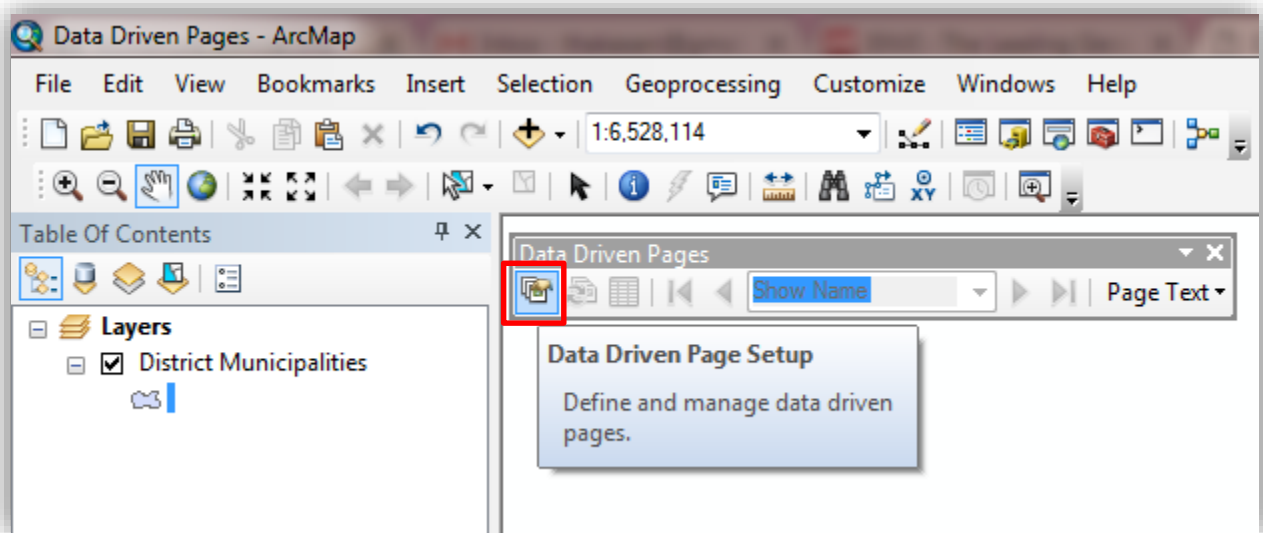 Data Driven Pages - ArcMap
File Edit View Bookmarks Insert Selection Geoprocessing Customize Windows Help
1:6,528,114
XY
Table Of Contents
Data Driven Pages
Show Name Page Text
Layers
District Municipalities
Data Driven Page Setup
Define and manage data driven
pages.